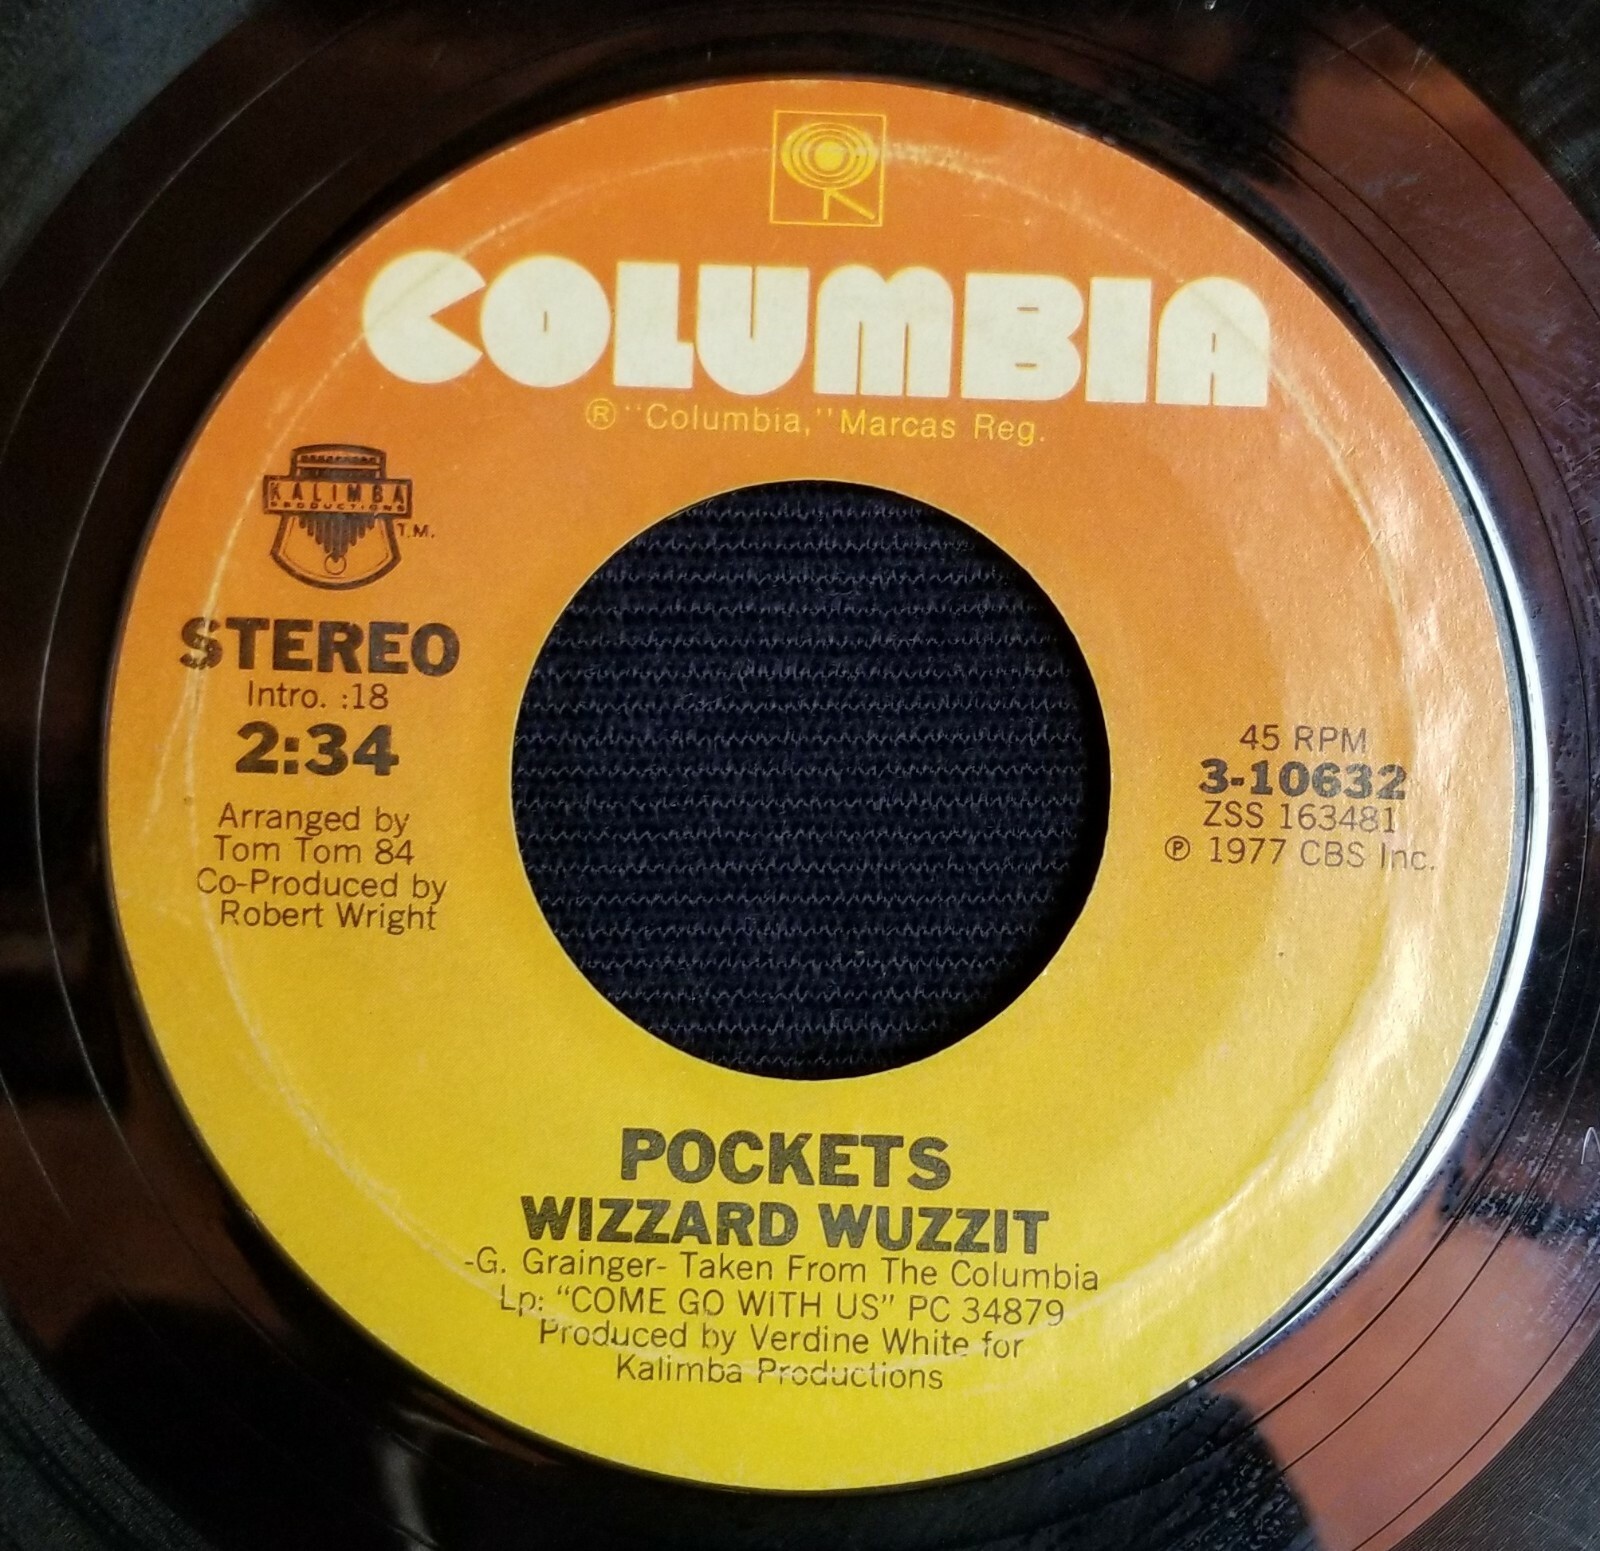 COLUMBIA
® "Columbia," Marcas Reg.
KALIMBA
PRODUCTIONS
T.M.
STEREO
Intro. :18
2:34
Arranged by
Tom Tom 84
Co-Produced by
Robert Wright
45 RPM
3-10632
ZSS 163481
℗ 1977 CBS Inc.
POCKETS
WIZZARD WUZZIT
-G. Grainger- Taken From The Columbia
Lp: “COME GO WITH US” PC 34879
Produced by Verdine White for
Kalimba Productions